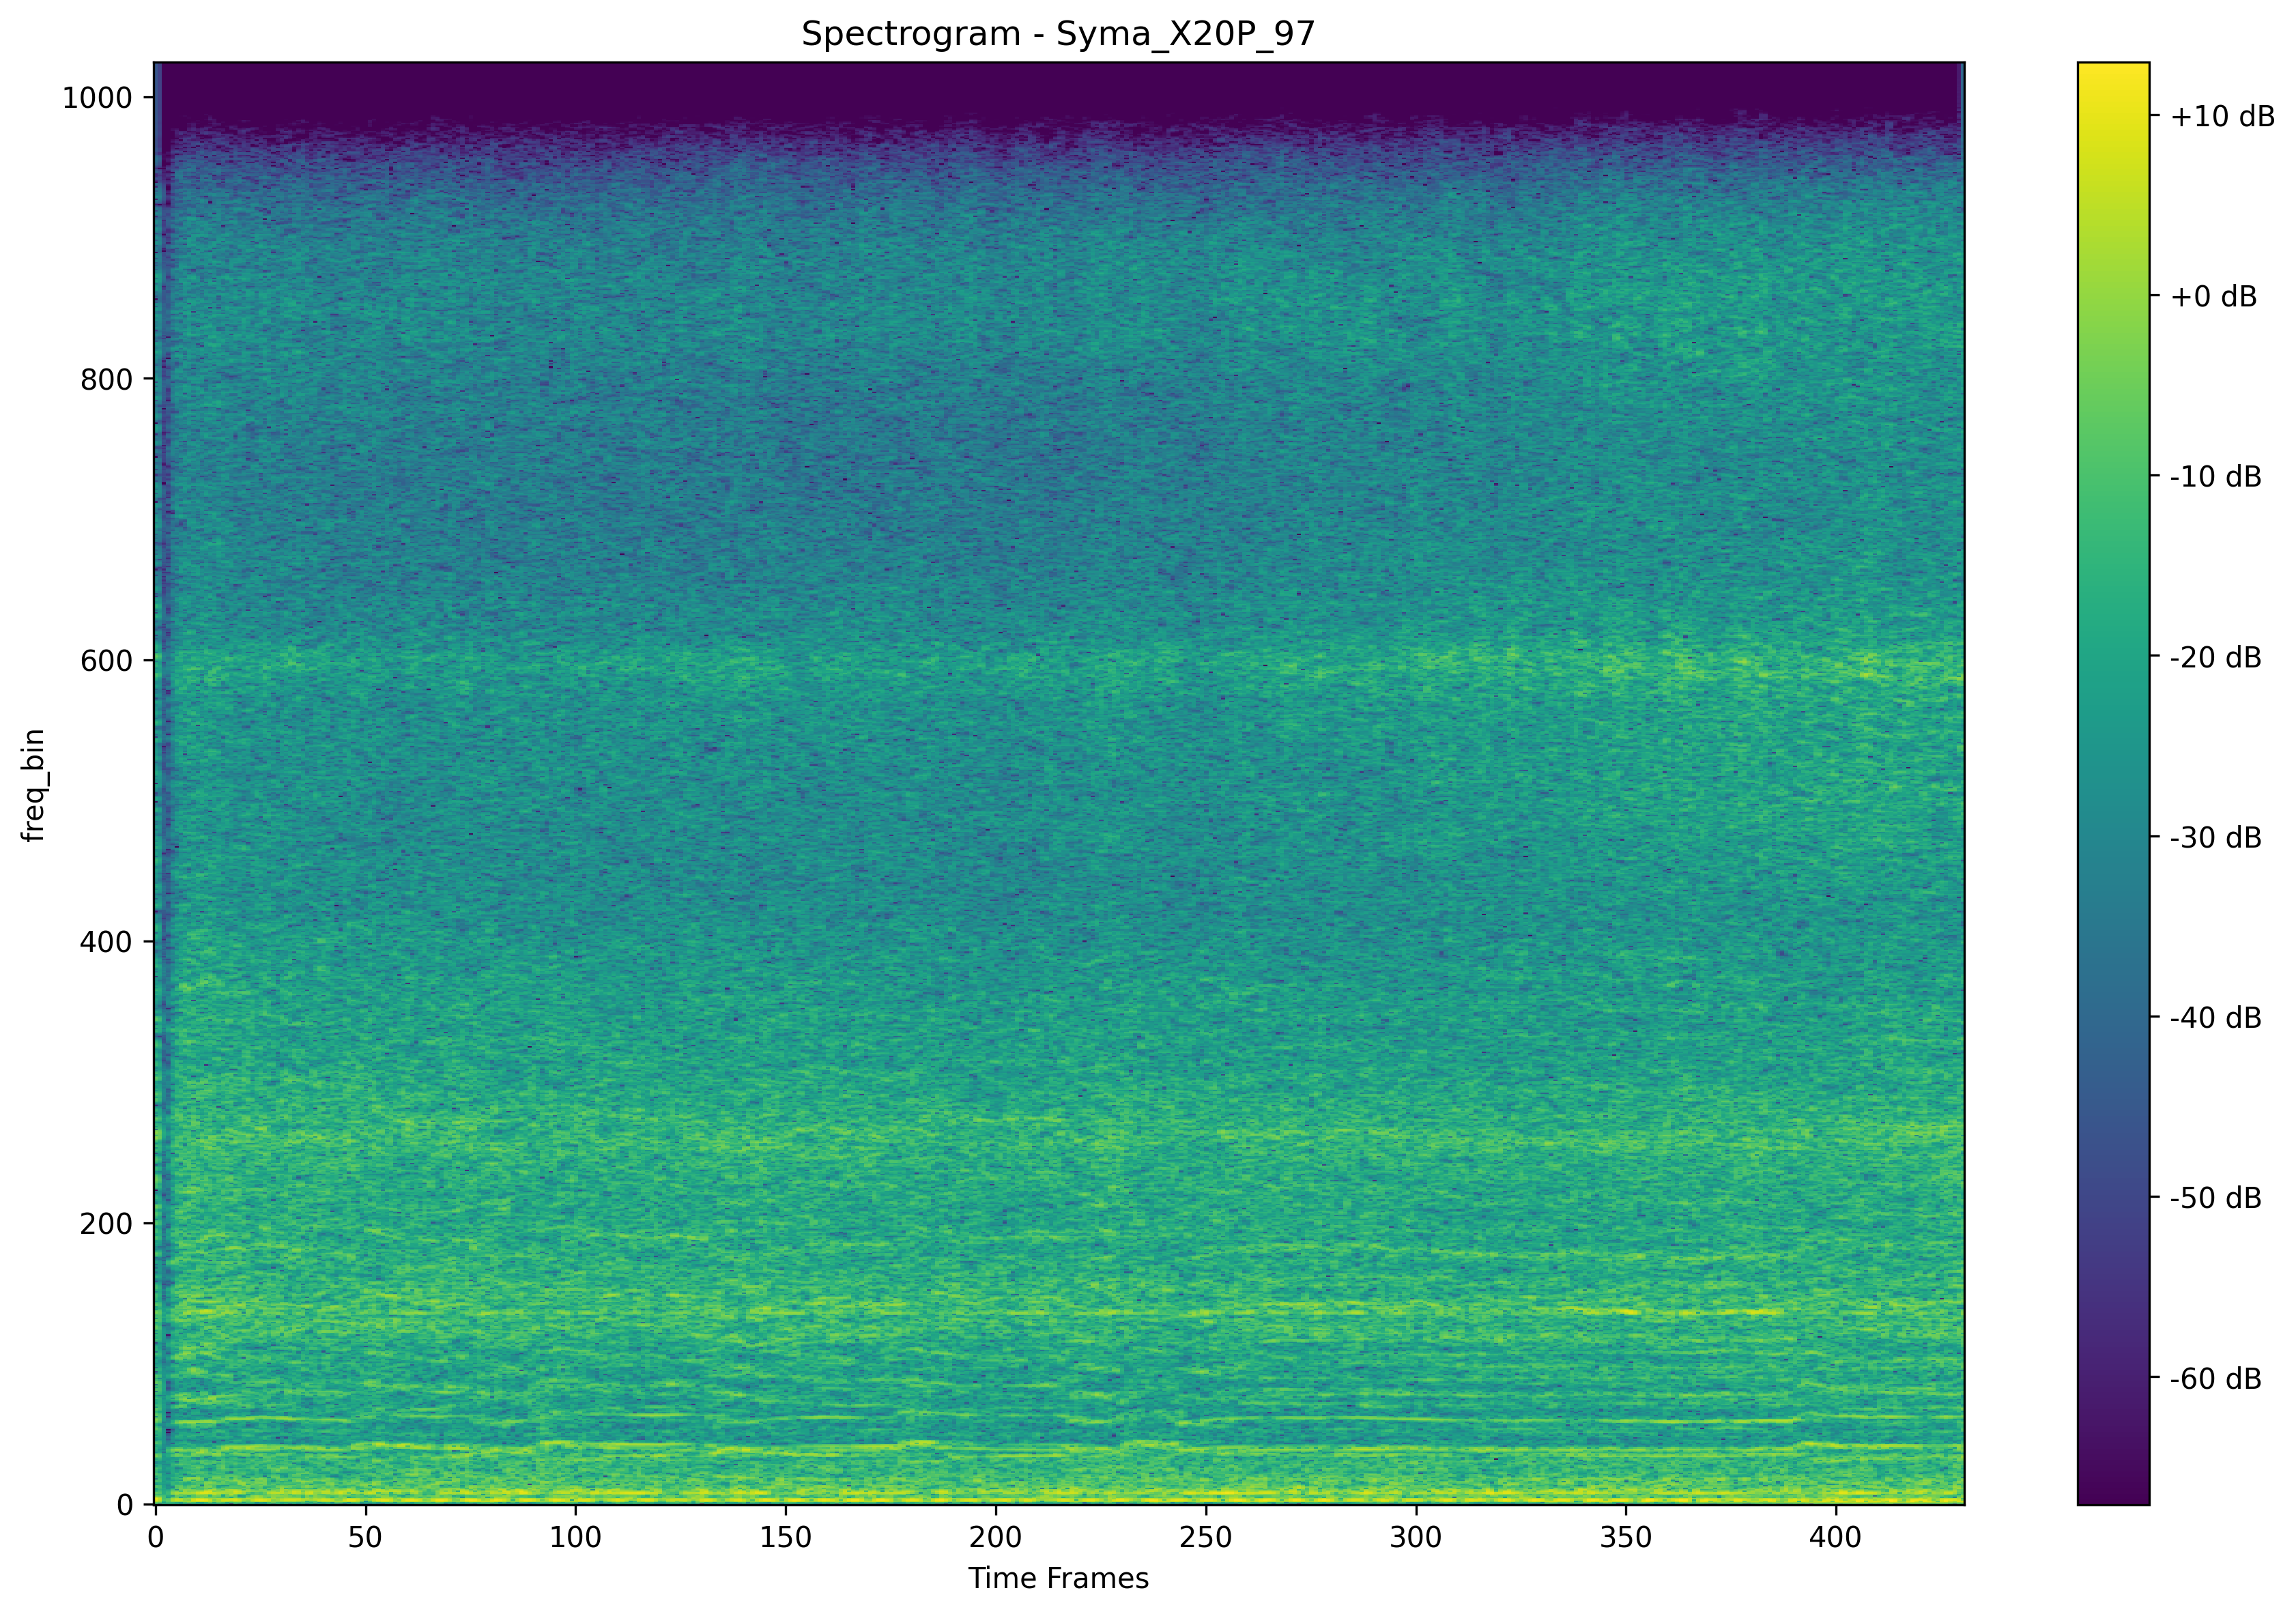 Spectrogram - Syma_X20P_97
1000
800
600
400
200
0
freq_bin
0 50 100 150 200 250 300 350 400
Time Frames
+10 dB
+0 dB
-10 dB
-20 dB
-30 dB
-40 dB
-50 dB
-60 dB